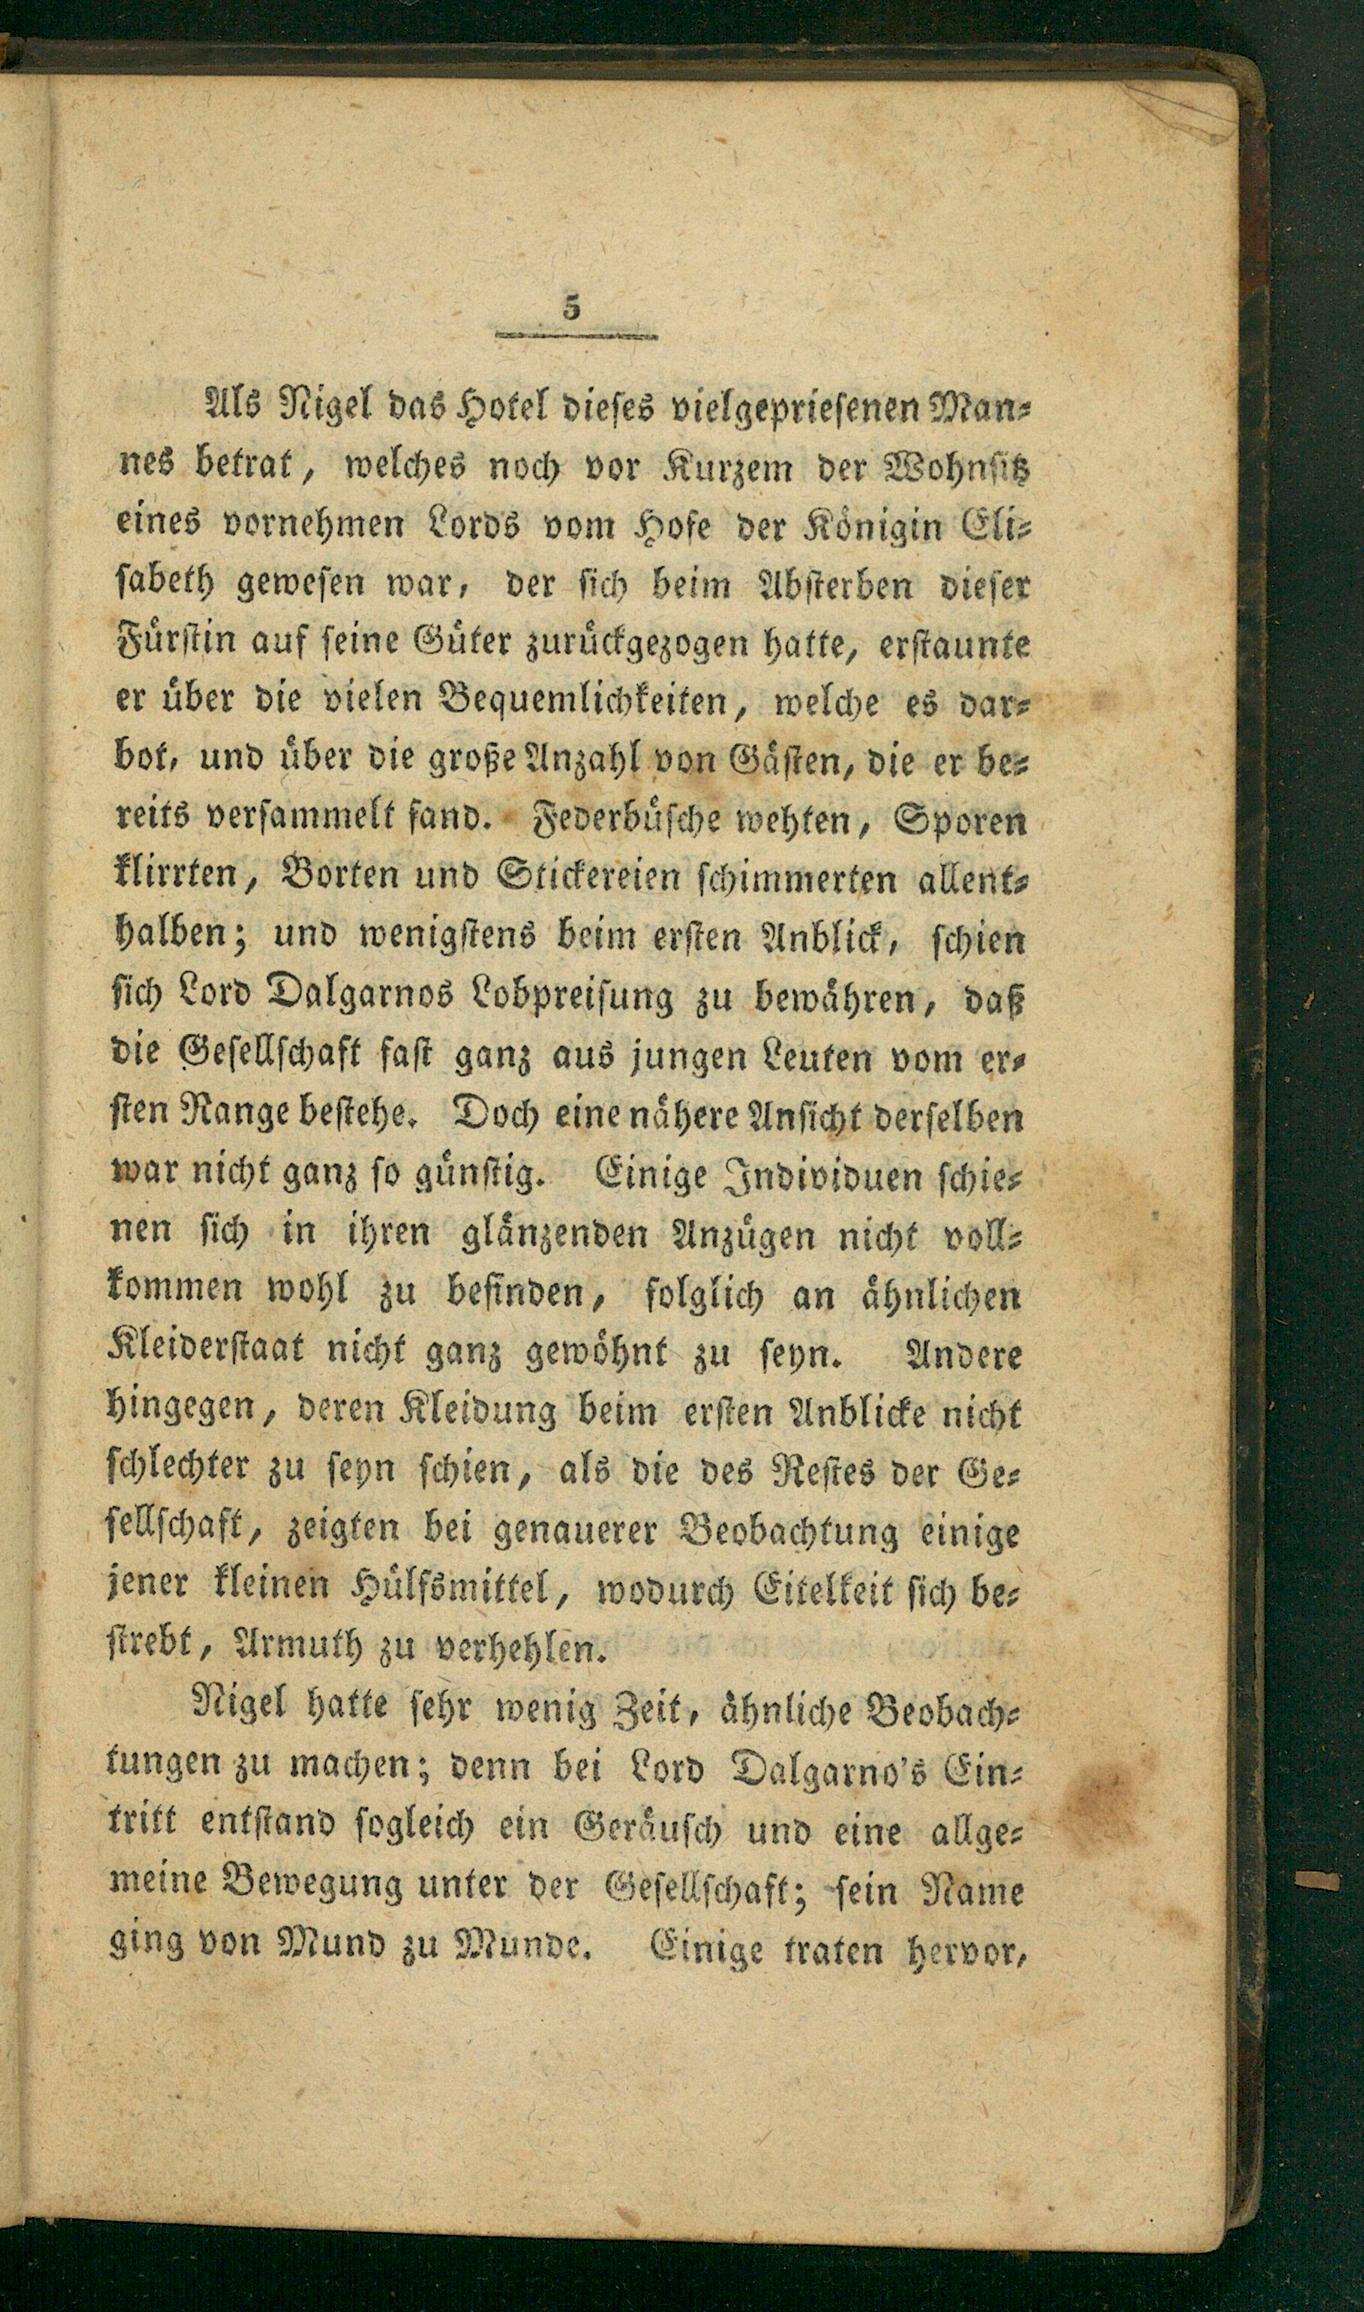 5
Als Nigel das Hotel dieses vielgepriesenen Man-
nes betrat, welches noch vor Kurzem der Wohnsitz
eines vornehmen Lords vom Hofe der Königin Eli-
sabeth gewesen war, der sich beim Absterben dieser
Fürstin auf seine Güter zurückgezogen hatte, erstaunte
er über die vielen Bequemlichkeiten, welche es dar-
bot, und über die große Anzahl von Gästen, die er be-
reits versammelt fand. Federbüsche wehten, Sporen
klirrten, Borten und Stickereien schimmerten allent-
halben; und wenigstens beim ersten Anblick, schien
sich Lord Dalgarnos Lobpreisung zu bewähren, daß
die Gesellschaft fast ganz aus jungen Leuten vom er-
sten Range bestehe. Doch eine nähere Ansicht derselben
war nicht ganz so günstig. Einige Individuen schie-
nen sich in ihren glänzenden Anzügen nicht voll-
kommen wohl zu befinden, folglich an ähnlichen
Kleiderstaat nicht ganz gewöhnt zu seyn. Andere
hingegen, deren Kleidung beim ersten Anblicke nicht
schlechter zu seyn schien, als die des Restes der Ge-
sellschaft, zeigten bei genauerer Beobachtung einige
jener kleinen Hülfsmittel, wodurch Eitelkeit sich be-
strebt, Armuth zu verhehlen.
Nigel hatte sehr wenig Zeit, ähnliche Beobach-
tungen zu machen; denn bei Lord Dalgarno's Ein-
tritt entstand sogleich ein Geräusch und eine allge-
meine Bewegung unter der Gesellschaft; sein Name
ging von Mund zu Munde. Einige traten hervor,